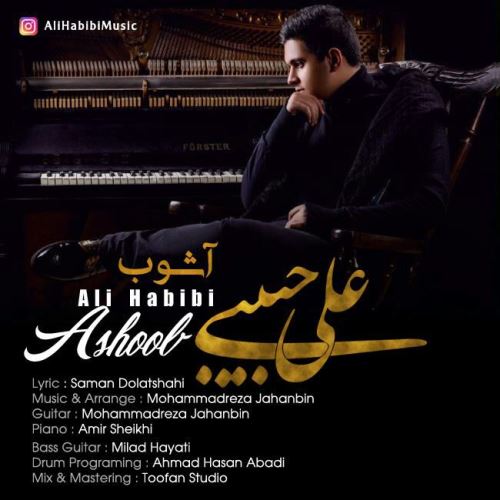 AliHabibiMusic
FÖRSTER
آشوب
Ali Habibi
علی حبیبی
Ashoob
Lyric : Saman Dolatshahi
Music & Arrange : Mohammadreza Jahanbin
Guitar : Mohammadreza Jahanbin
Piano : Amir Sheikhi
Bass Guitar : Milad Hayati
Drum Programing : Ahmad Hasan Abadi
Mix & Mastering : Toofan Studio